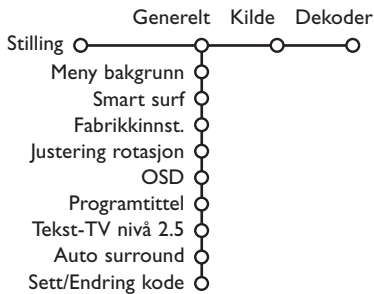 Generelt Kilde Dekoder
Stilling
Meny bakgrunn
Smart surf
Fabrikkinnst.
Justering rotasjon
OSD
Programtittel
Tekst-TV nivå 2.5
Auto surround
Sett/Endring kode